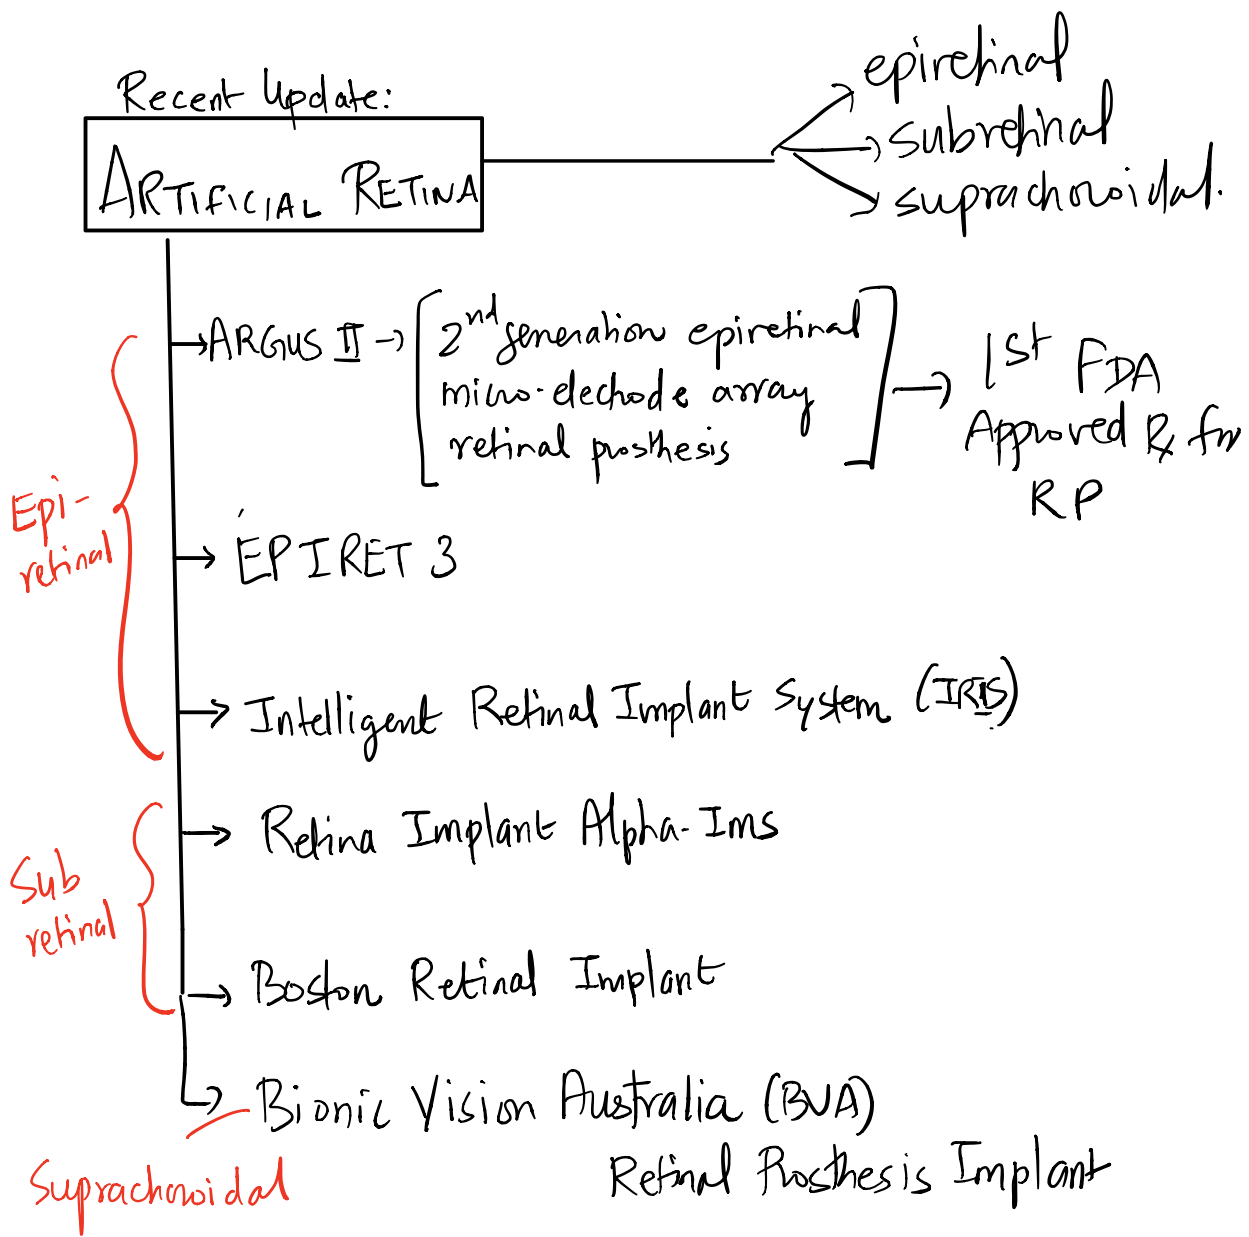 Recent Update:
ARTIFICIAL RETINA
epiretinal
subretinal
suprachoroidal.
ARGUS II
2nd generation epiretinal
micro-electrode array
retinal prosthesis
1st FDA
Approved Rx for
RP
Epi-
retinal
EPIRET 3
Intelligent Retinal Implant System (IRIS)
Sub
retinal
Retina Implant Alpha-Ims
Boston Retinal Implant
Bionic Vision Australia (BVA)
Retinal Prosthesis Implant
Suprachoroidal